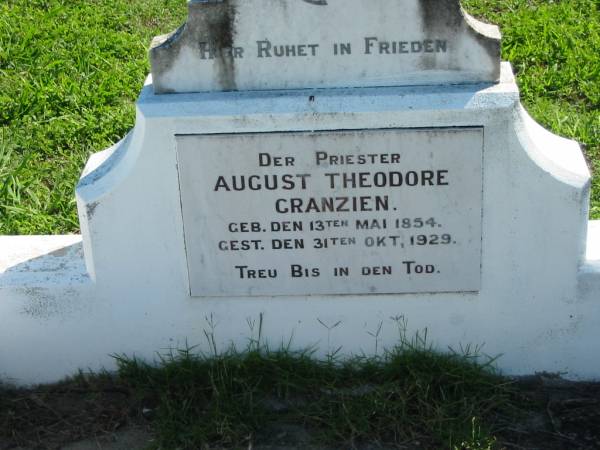 Hier Ruhet in Frieden
Der Priester
AUGUST THEODORE
GRANZIEN.
GEB. DEN 13TEN MAI 1854.
GEST. DEN 31TEN OKT, 1929.
Treu Bis in den Tod.